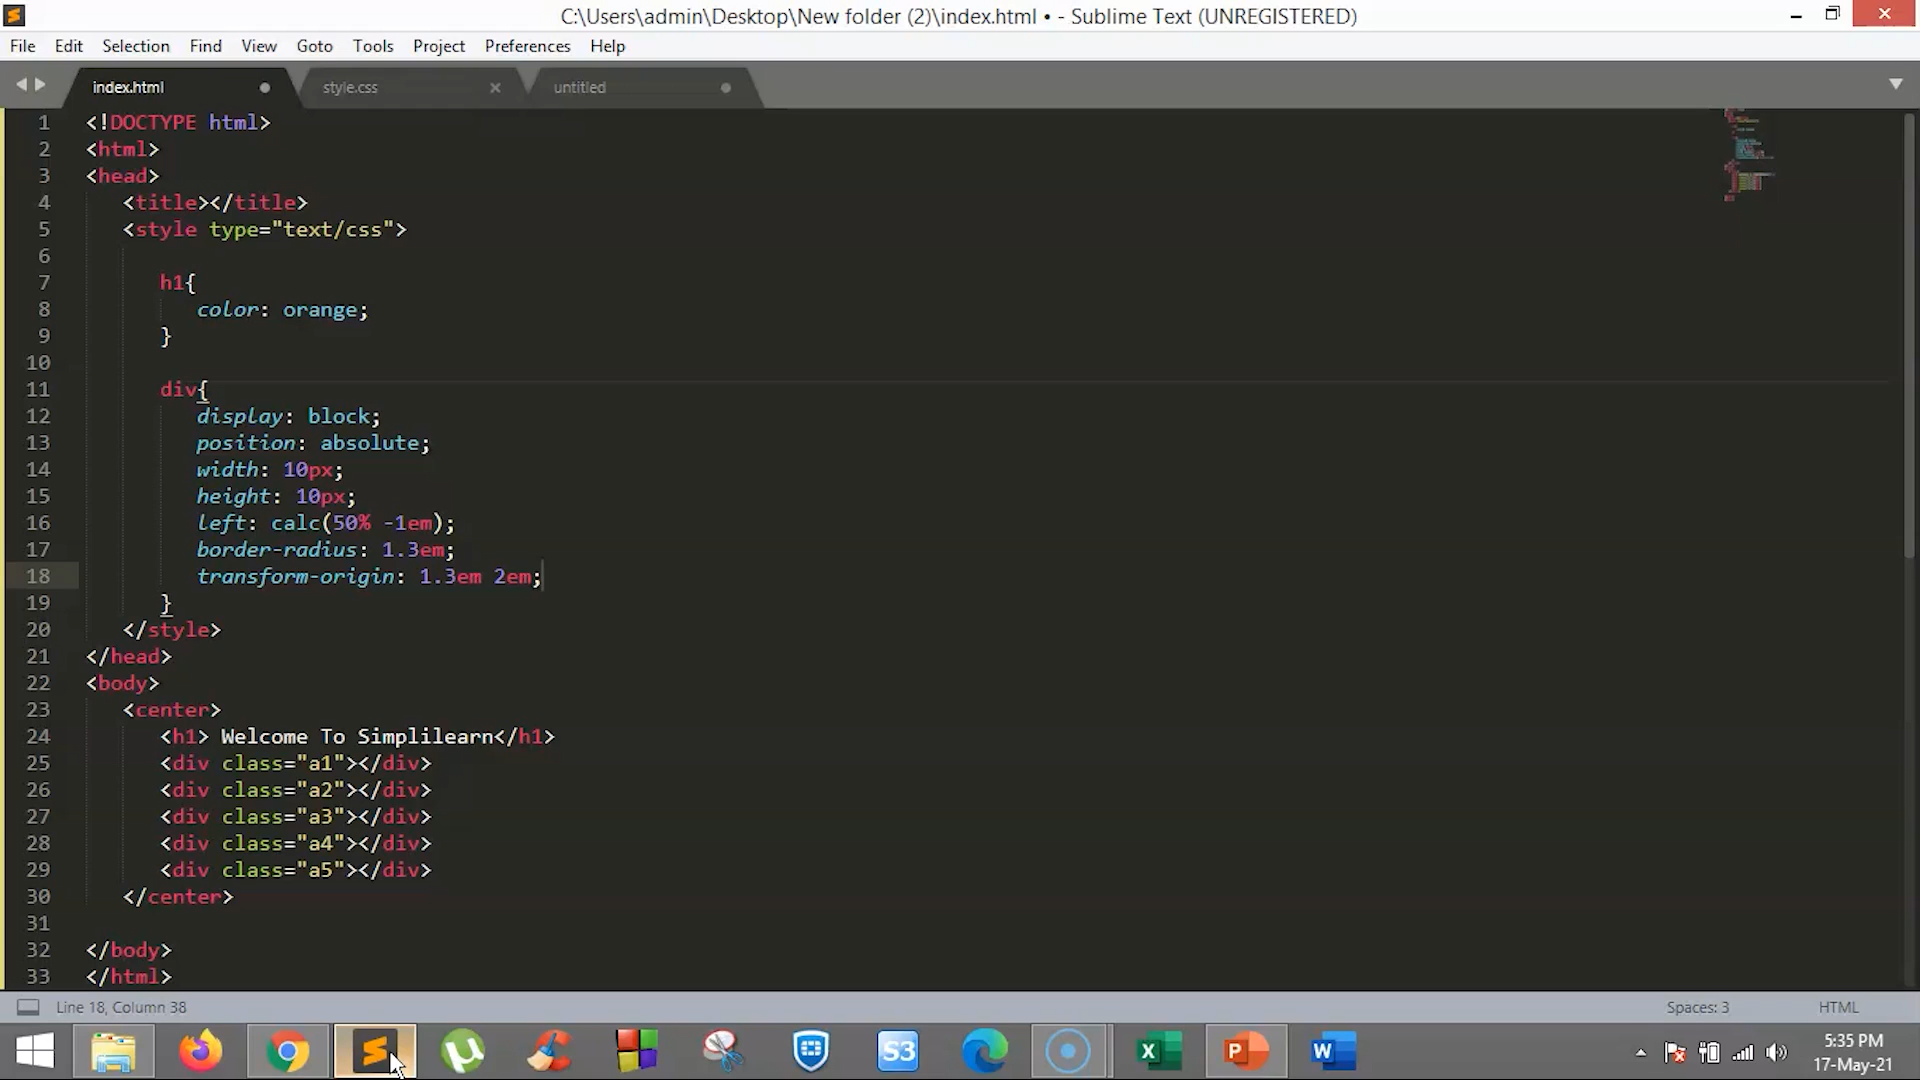 C:\Users\admin\Desktop\New folder (2)\index.html • - Sublime Text (UNREGISTERED)
File Edit Selection Find View Goto Tools Project Preferences Help
index.html style.css untitled
1 <!DOCTYPE html>
2 <html>
3 <head>
4 <title></title>
5 <style type="text/css">
6
7 h1{
8 color: orange;
9 }
10
11 div{
12 display: block;
13 position: absolute;
14 width: 10px;
15 height: 10px;
16 left: calc(50% -1em);
17 border-radius: 1.3em;
18 transform-origin: 1.3em 2em;
19 }
20 </style>
21 </head>
22 <body>
23 <center>
24 <h1> Welcome To Simplilearn</h1>
25 <div class="a1"></div>
26 <div class="a2"></div>
27 <div class="a3"></div>
28 <div class="a4"></div>
29 <div class="a5"></div>
30 </center>
31
32 </body>
33 </html>
Line 18, Column 38 Spaces: 3 HTML
S3 X P W 5:35 PM
17-May-21